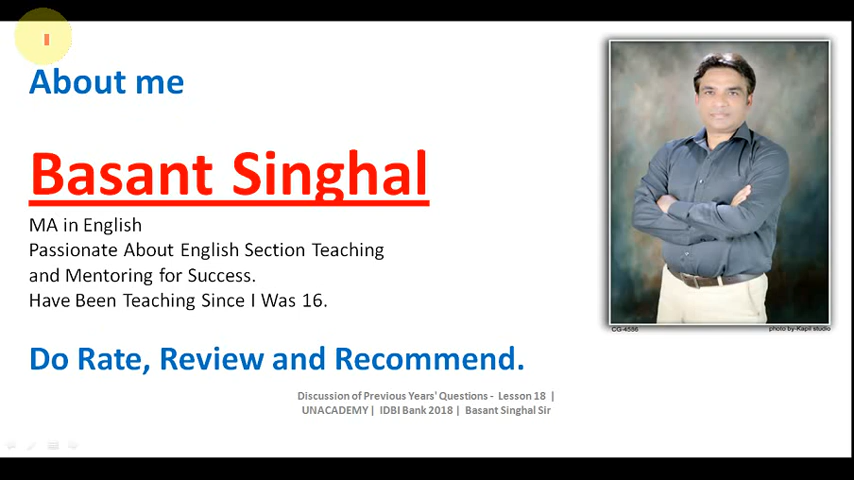 About me
Basant Singhal
MA in English
Passionate About English Section Teaching
and Mentoring for Success.
Have Been Teaching Since I Was 16.
CG-4586
photo by-Kapil studio
Do Rate, Review and Recommend.
Discussion of Previous Years' Questions - Lesson 18 |
UNACADEMY | IDBI Bank 2018 | Basant Singhal Sir